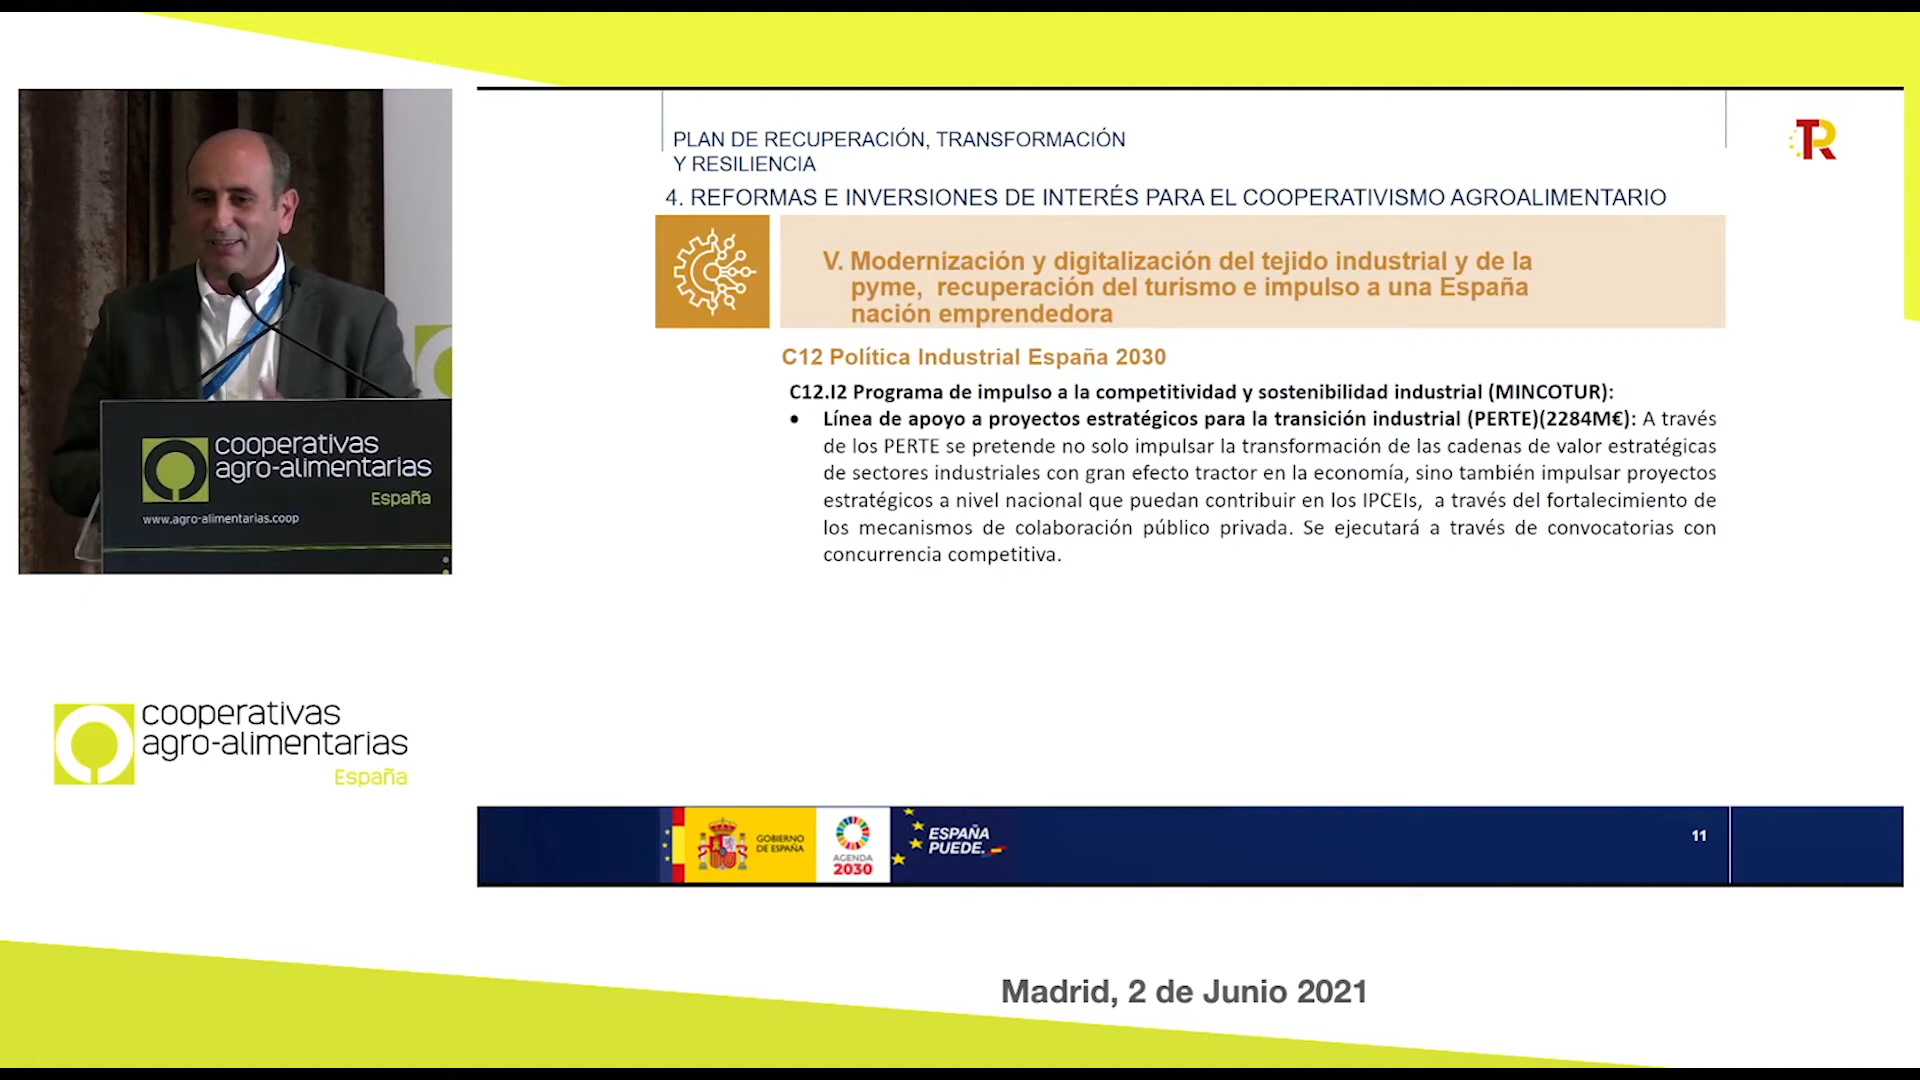 cooperativas
agro-alimentarias
España
www.agro-alimentarias.coop
cooperativas
agro-alimentarias
España
PLAN DE RECUPERACIÓN, TRANSFORMACIÓN
Y RESILIENCIA
TR
4. REFORMAS E INVERSIONES DE INTERÉS PARA EL COOPERATIVISMO AGROALIMENTARIO
V. Modernización y digitalización del tejido industrial y de la
pyme, recuperación del turismo e impulso a una España
nación emprendedora
C12 Política Industrial España 2030
C12.I2 Programa de impulso a la competitividad y sostenibilidad industrial (MINCOTUR):
• Línea de apoyo a proyectos estratégicos para la transición industrial (PERTE)(2284M€): A través
de los PERTE se pretende no solo impulsar la transformación de las cadenas de valor estratégicas
de sectores industriales con gran efecto tractor en la economía, sino también impulsar proyectos
estratégicos a nivel nacional que puedan contribuir en los IPCEIs, a través del fortalecimiento de
los mecanismos de colaboración público privada. Se ejecutará a través de convocatorias con
concurrencia competitiva.
GOBIERNO
DE ESPAÑA
AGENDA
2030
ESPAÑA
PUEDE.
11
Madrid, 2 de Junio 2021